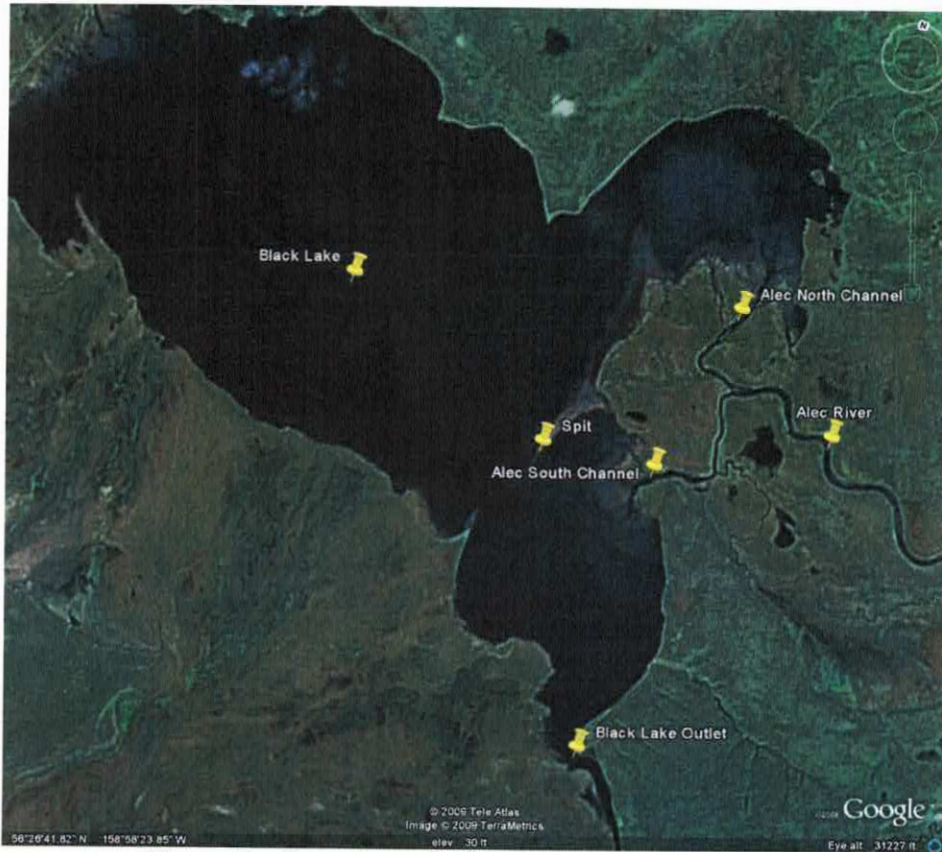 N
Black Lake
Alec North Channel
Alec River
Spit
Alec South Channel
Black Lake Outlet
© 2006 Tele Atlas
Image © 2009 TerraMetrics
elev 30 ft
Google
56°26'41.82" N 158°58'23.85" W
Eye alt 31227 ft